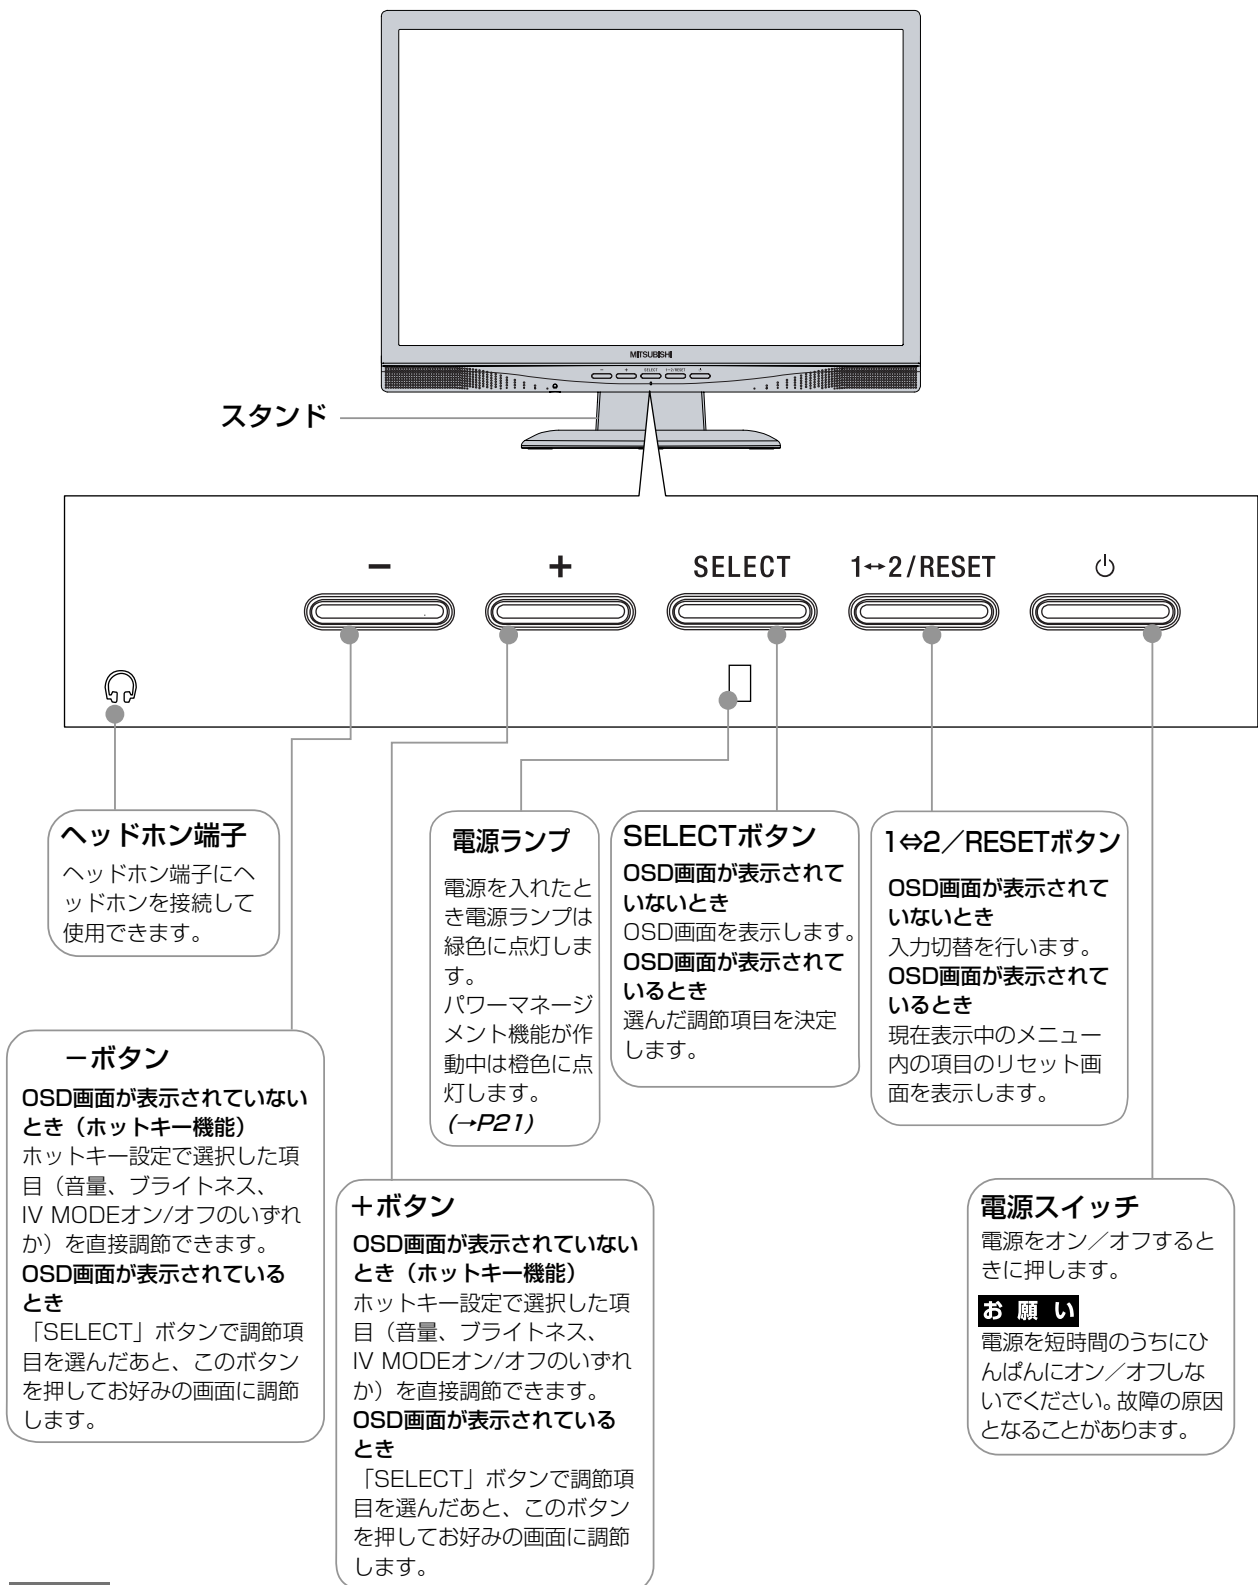 MITSUBISHI
− + SELECT 1↔2/RESET
スタンド
− + SELECT 1↔2/RESET
ヘッドホン端子
ヘッドホン端子にヘ
ッドホンを接続して
使用できます。
電源ランプ
電源を入れたと
き電源ランプは
緑色に点灯しま
す。
パワーマネージ
メント機能が作
動中は橙色に点
灯します。
(→P21)
SELECTボタン
OSD画面が表示されて
いないとき
OSD画面を表示します。
OSD画面が表示されて
いるとき
選んだ調節項目を決定
します。
1⇔2／RESETボタン
OSD画面が表示されて
いないとき
入力切替を行います。
OSD画面が表示されて
いるとき
現在表示中のメニュー
内の項目のリセット画
面を表示します。
−ボタン
OSD画面が表示されていない
とき（ホットキー機能）
ホットキー設定で選択した項
目（音量、ブライトネス、
IV MODEオン/オフのいずれ
か）を直接調節できます。
OSD画面が表示されている
とき
「SELECT」ボタンで調節項
目を選んだあと、このボタン
を押してお好みの画面に調節
します。
＋ボタン
OSD画面が表示されていない
とき（ホットキー機能）
ホットキー設定で選択した項
目（音量、ブライトネス、
IV MODEオン/オフのいずれ
か）を直接調節できます。
OSD画面が表示されている
とき
「SELECT」ボタンで調節項
目を選んだあと、このボタン
を押してお好みの画面に調節
します。
電源スイッチ
電源をオン／オフすると
きに押します。
お 願 い
電源を短時間のうちにひ
んぱんにオン／オフしな
いでください。故障の原因
となることがあります。